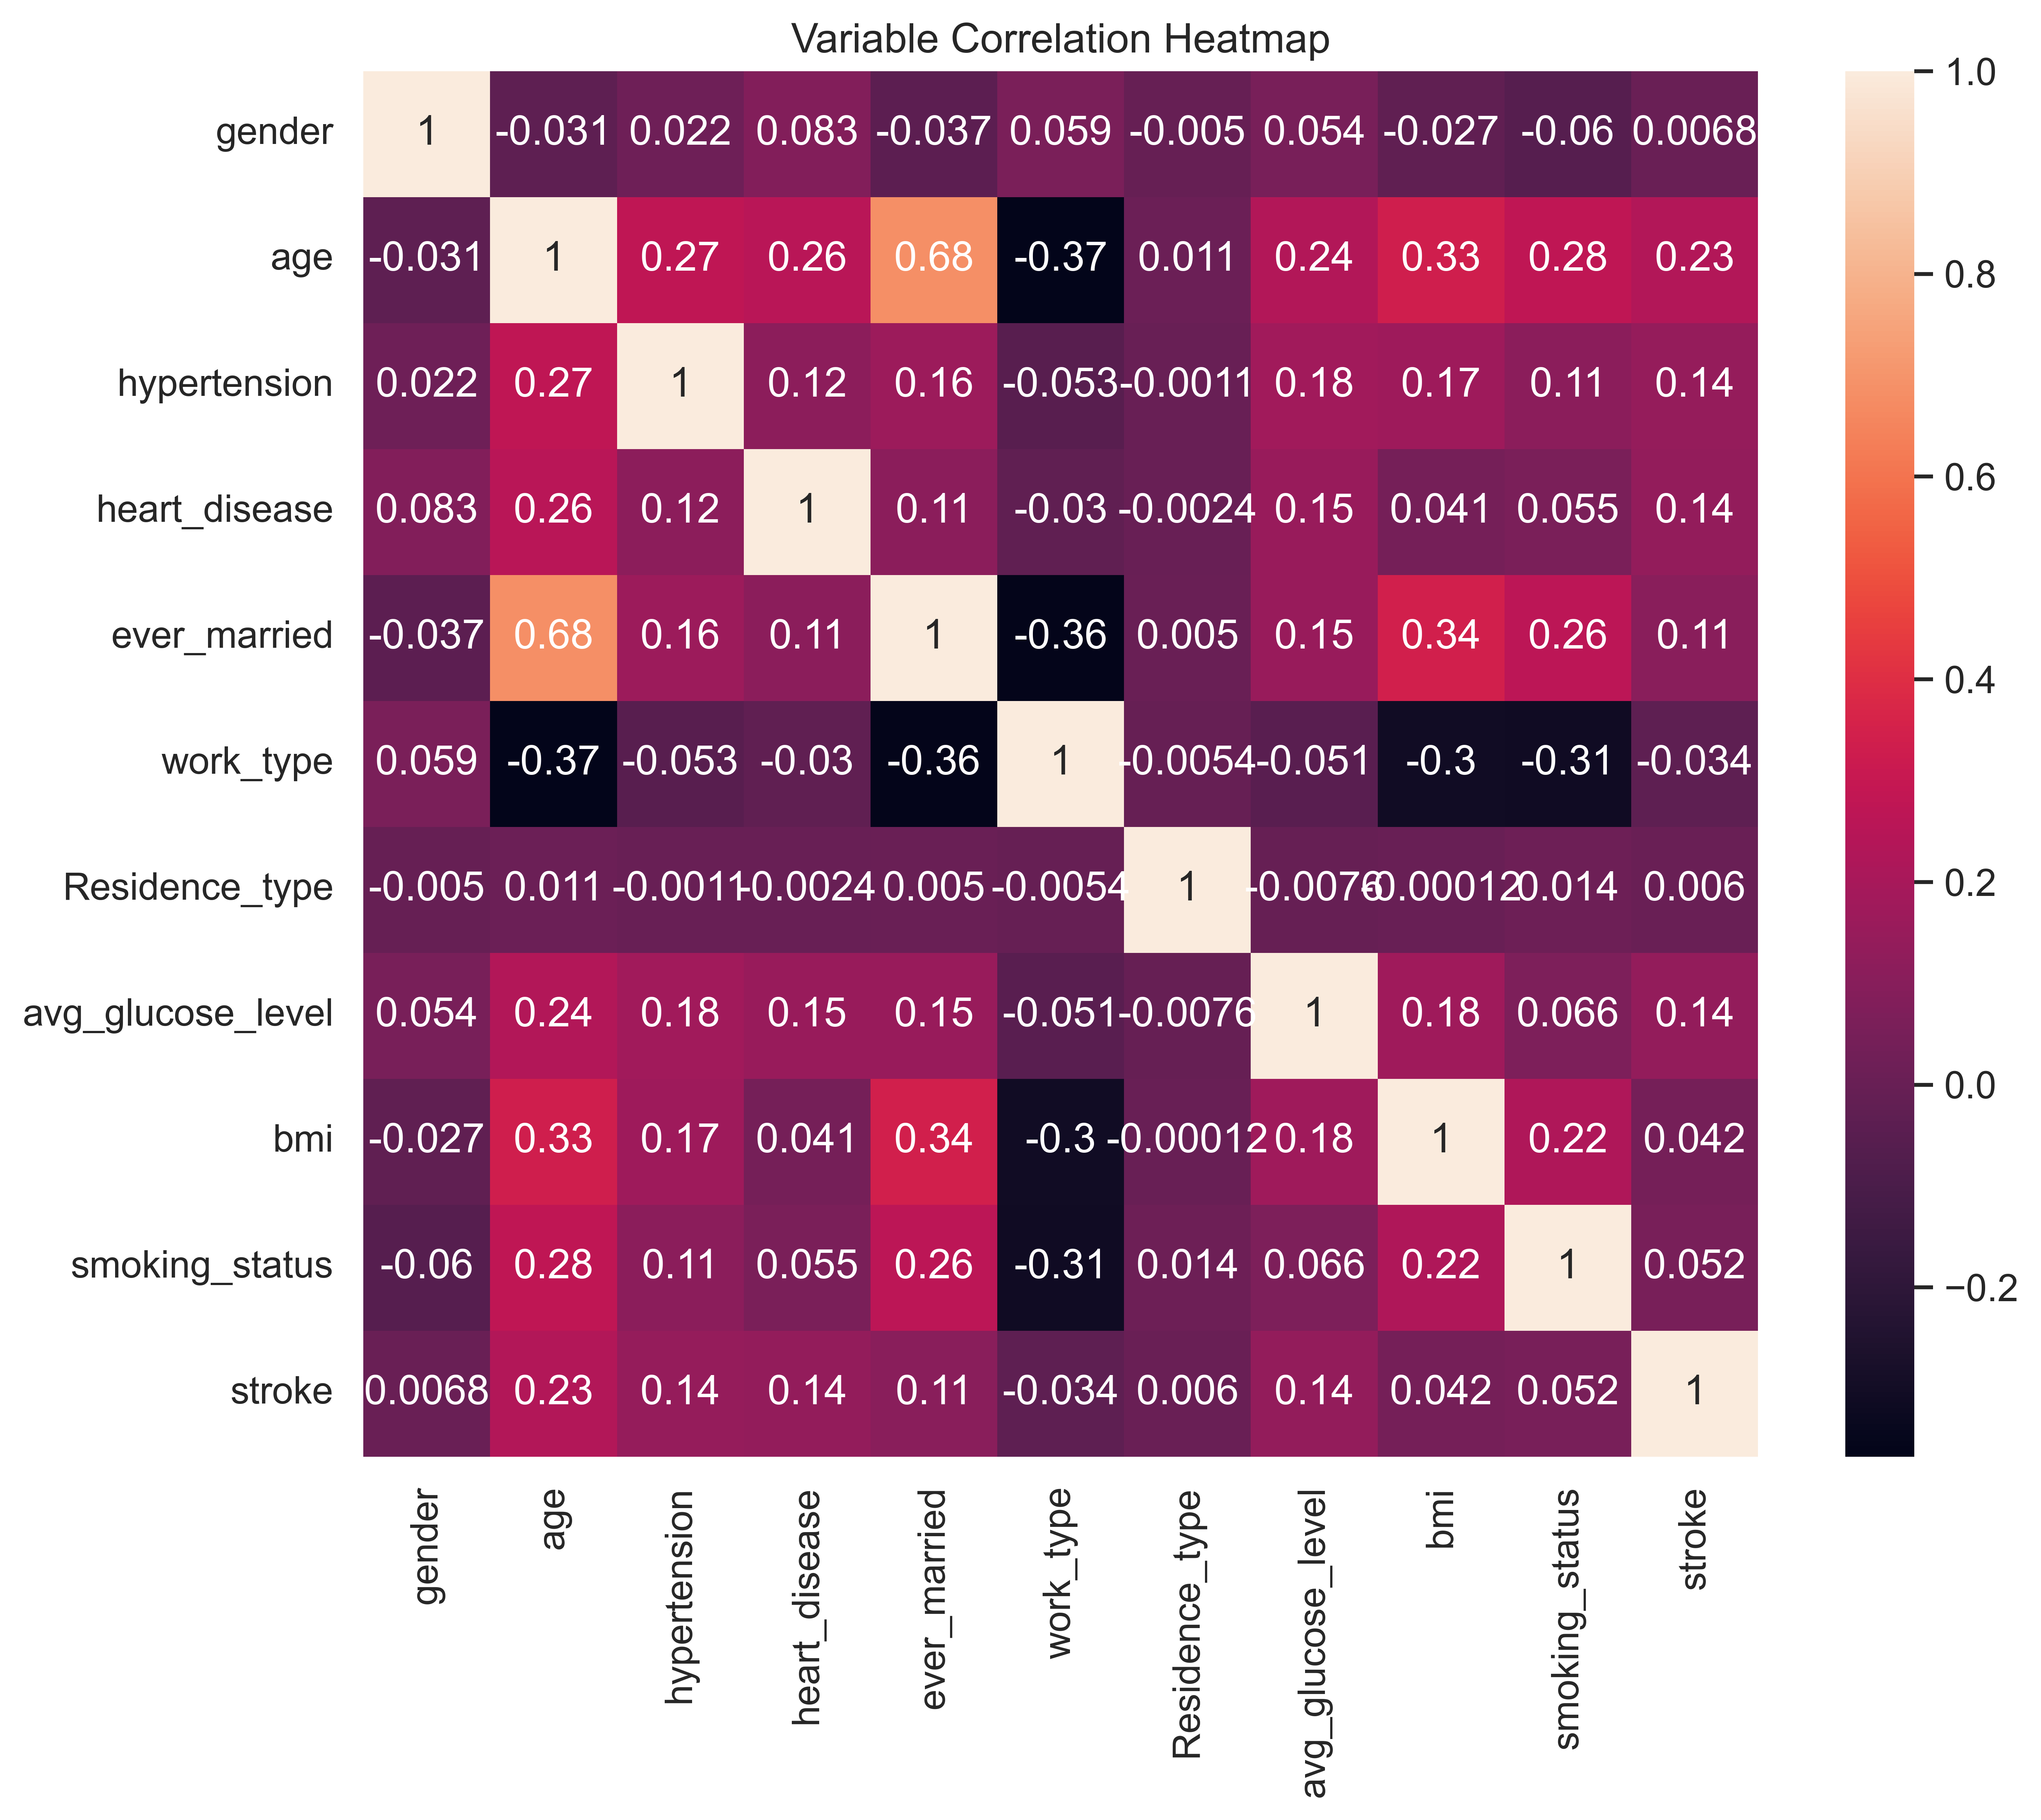 Variable Correlation Heatmap
gender 1 -0.031 0.022 0.083 -0.037 0.059 -0.005 0.054 -0.027 -0.06 0.0068
age -0.031 1 0.27 0.26 0.68 -0.37 0.011 0.24 0.33 0.28 0.23
hypertension 0.022 0.27 1 0.12 0.16 -0.053 -0.0011 0.18 0.17 0.11 0.14
heart_disease 0.083 0.26 0.12 1 0.11 -0.03 -0.0024 0.15 0.041 0.055 0.14
ever_married -0.037 0.68 0.16 0.11 1 -0.36 0.005 0.15 0.34 0.26 0.11
work_type 0.059 -0.37 -0.053 -0.03 -0.36 1 -0.0054 -0.051 -0.3 -0.31 -0.034
Residence_type -0.005 0.011 -0.0011 -0.0024 0.005 -0.0054 1 -0.0076 -0.00012 0.014 0.006
avg_glucose_level 0.054 0.24 0.18 0.15 0.15 -0.051 -0.0076 1 0.18 0.066 0.14
bmi -0.027 0.33 0.17 0.041 0.34 -0.3 -0.00012 0.18 1 0.22 0.042
smoking_status -0.06 0.28 0.11 0.055 0.26 -0.31 0.014 0.066 0.22 1 0.052
stroke 0.0068 0.23 0.14 0.14 0.11 -0.034 0.006 0.14 0.042 0.052 1
gender
age
hypertension
heart_disease
ever_married
work_type
Residence_type
avg_glucose_level
bmi
smoking_status
stroke
1.0
0.8
0.6
0.4
0.2
0.0
−0.2